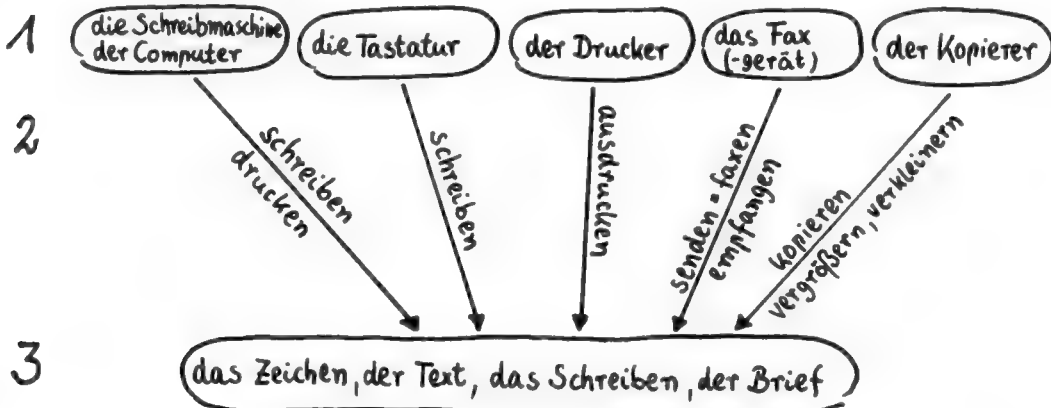 1
die Schreibmaschine
der Computer
die Tastatur
der Drucker
das Fax
(-gerät)
der Kopierer
2
schreiben
drucken
schreiben
ausdrucken
senden = faxen
empfangen
kopieren
vergrößern, verkleinern
3
das Zeichen, der Text, das Schreiben, der Brief